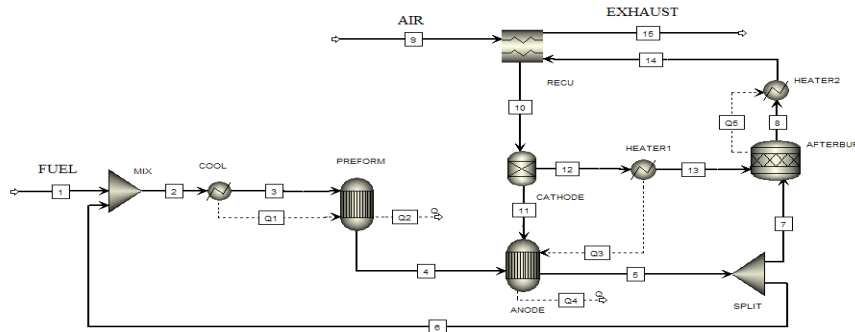 EXHAUST
AIR
9
15
14
RECU
HEATER2
10
Q5
8
HEATER1
AFTERBUR
12
13
CATHODE
COOL
PREFORM
FUEL
MIX
1
2
3
Q1
Q2
11
Q3
7
4
5
ANODE
Q4
SPLIT
6